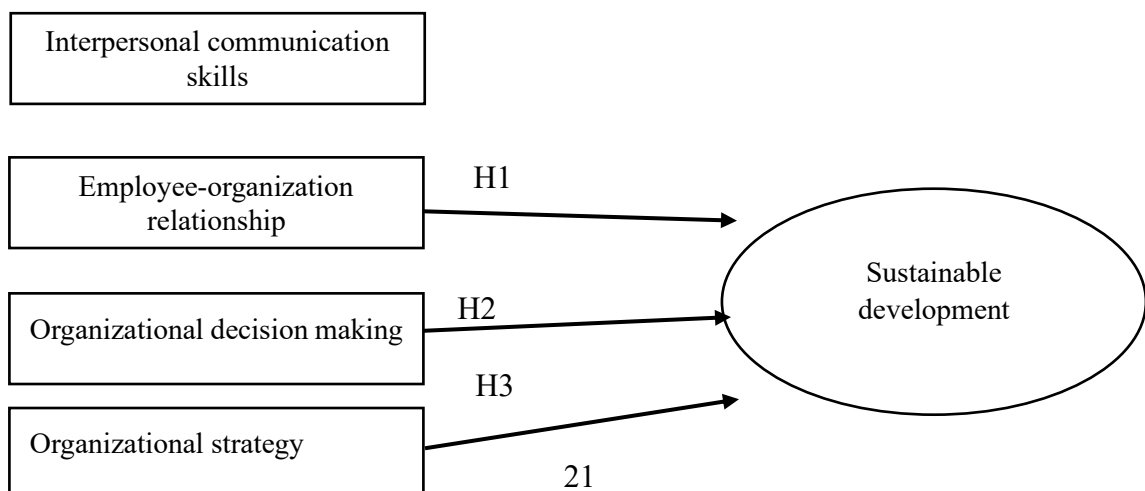 Interpersonal communication
skills
H1
Employee-organization
relationship
Sustainable
development
H2
Organizational decision making
H3
Organizational strategy
21